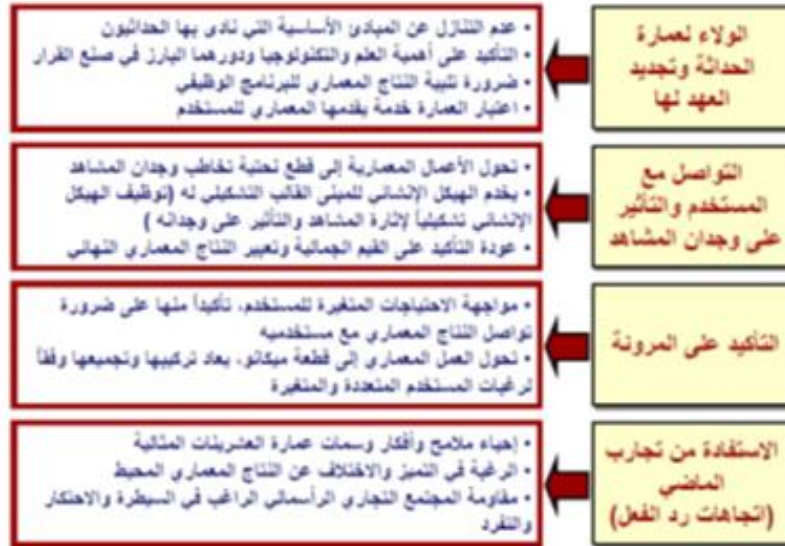 الولاء لعمارة
الحداثة وتجديد
العهد لها
• عدم التنازل عن المبادئ الأساسية التي نادى بها الحداثيون
• التأكيد على أهمية العلم والتكنولوجيا ودورهما البارز في صنع القرار
• ضرورة تلبية النتاج المعماري للبرنامج الوظيفي
• اعتبار العمارة خدمة يقدمها المعماري للمستخدم
التواصل مع
المستخدم والتأثير
على وجدان المشاهد
• تحول الأعمال المعمارية إلى قطع نحتية تخاطب وجدان المشاهد
• يخدم الهيكل الإنشائي للمبنى القالب التشكيلي له (توظيف الهيكل
الإنشائي تشكيلياً لإثارة المشاهد والتأثير على وجدانه )
• عودة التأكيد على القيم الجمالية وتعبير النتاج المعماري النهائي
التأكيد على المرونة
• مواجهة الاحتياجات المتغيرة للمستخدم، تأكيداً منها على ضرورة
تواصل النتاج المعماري مع مستخدميه
• تحول العمل المعماري إلى قطعة ميكانو، يعاد تركيبها وتجميعها وفقاً
لرغبات المستخدم المتعددة والمتغيرة
الاستفادة من تجارب
الماضي
(اتجاهات رد الفعل)
• إحياء ملامح وأفكار وسمات عمارة العشرينات المثالية
• الرغبة في التميز والاختلاف عن النتاج المعماري المحيط
• مقاومة المجتمع التجاري الرأسمالي الراغب في السيطرة والاحتكار
والتفرد